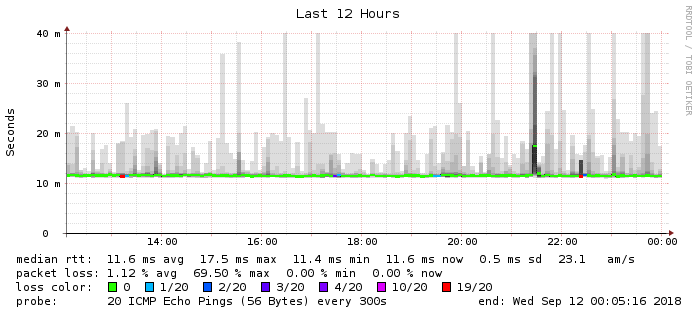 Last 12 Hours
RRDTOOL / TOBI OETIKER
Seconds
40 m
30 m
20 m
10 m
0
14:00 16:00 18:00 20:00 22:00 00:00
median rtt: 11.6 ms avg 17.5 ms max 11.4 ms min 11.6 ms now 0.5 ms sd 23.1 am/s
packet loss: 1.12 % avg 69.50 % max 0.00 % min 0.00 % now
loss color: 0 1/20 2/20 3/20 4/20 10/20 19/20
probe: 20 ICMP Echo Pings (56 Bytes) every 300s end: Wed Sep 12 00:05:16 2018